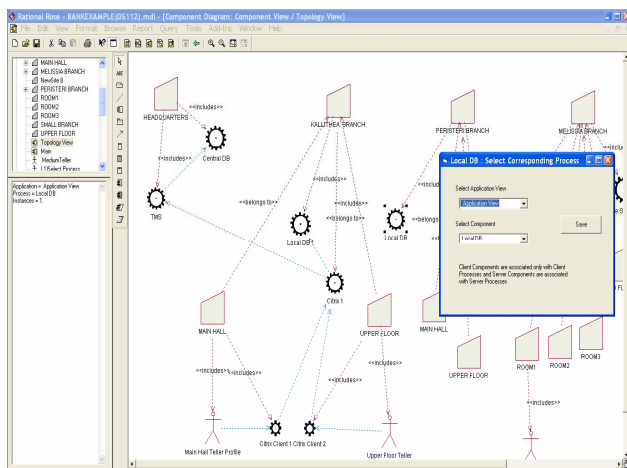 Rational Rose - BANKEXAMPLE(05112).mdl - [Component Diagram: Component View / Topology View]
File Edit View Format Browse Report Query Tools Add-Ins Window Help
MAIN HALL
MELISSIA BRANCH
NewSite 8
PERISTERI BRANCH
ROOM1
ROOM2
ROOM3
SMALL BRANCH
UPPER FLOOR
Topology View
Main
MediumTeller
Application = Application View
Process = Local DB
Instances = 1.
ABC
HEADQUARTERS
<<includes>>
Central DB
<<includes>>
TMS
KALLITHEA BRANCH
<<includes>>
<<includes>>
<<belongs to>>
<<belongs to>>
Local DB1
Citrix 1
MAIN HALL
UPPER FLOOR
<<includes>>
<<includes>>
<<includes>>
<<includes>>
Main Hall Teller Profile
Citrix Client 1
Citrix Client 2
Upper Floor Teller
PERISTERI BRANCH
MELISSIA BRANCH
Local DB
MAIN HALL
UPPER FLOOR
ROOM1
ROOM2
ROOM3
<<includes>>
Local DB : Select Corresponding Process
Select Application View
Application View
Select Component
Local DB
Save
Client Components are associated only with Client
Processes and Server Components are associated
with Server Processes